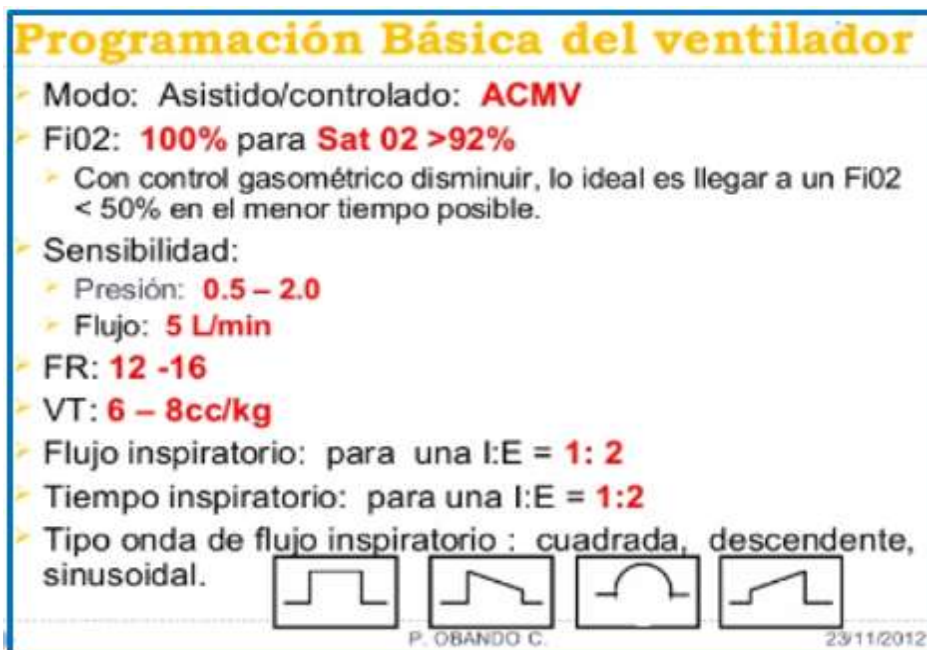 Programación Básica del ventilador
Modo: Asistido/controlado: ACMV
Fi02: 100% para Sat 02 >92%
Con control gasométrico disminuir, lo ideal es llegar a un Fi02
< 50% en el menor tiempo posible.
Sensibilidad:
Presión: 0.5 – 2.0
Flujo: 5 L/min
FR: 12 -16
VT: 6 – 8cc/kg
Flujo inspiratorio: para una I:E = 1: 2
Tiempo inspiratorio: para una I:E = 1:2
Tipo onda de flujo inspiratorio : cuadrada, descendente,
sinusoidal.
P. OBANDO C. 23/11/2012